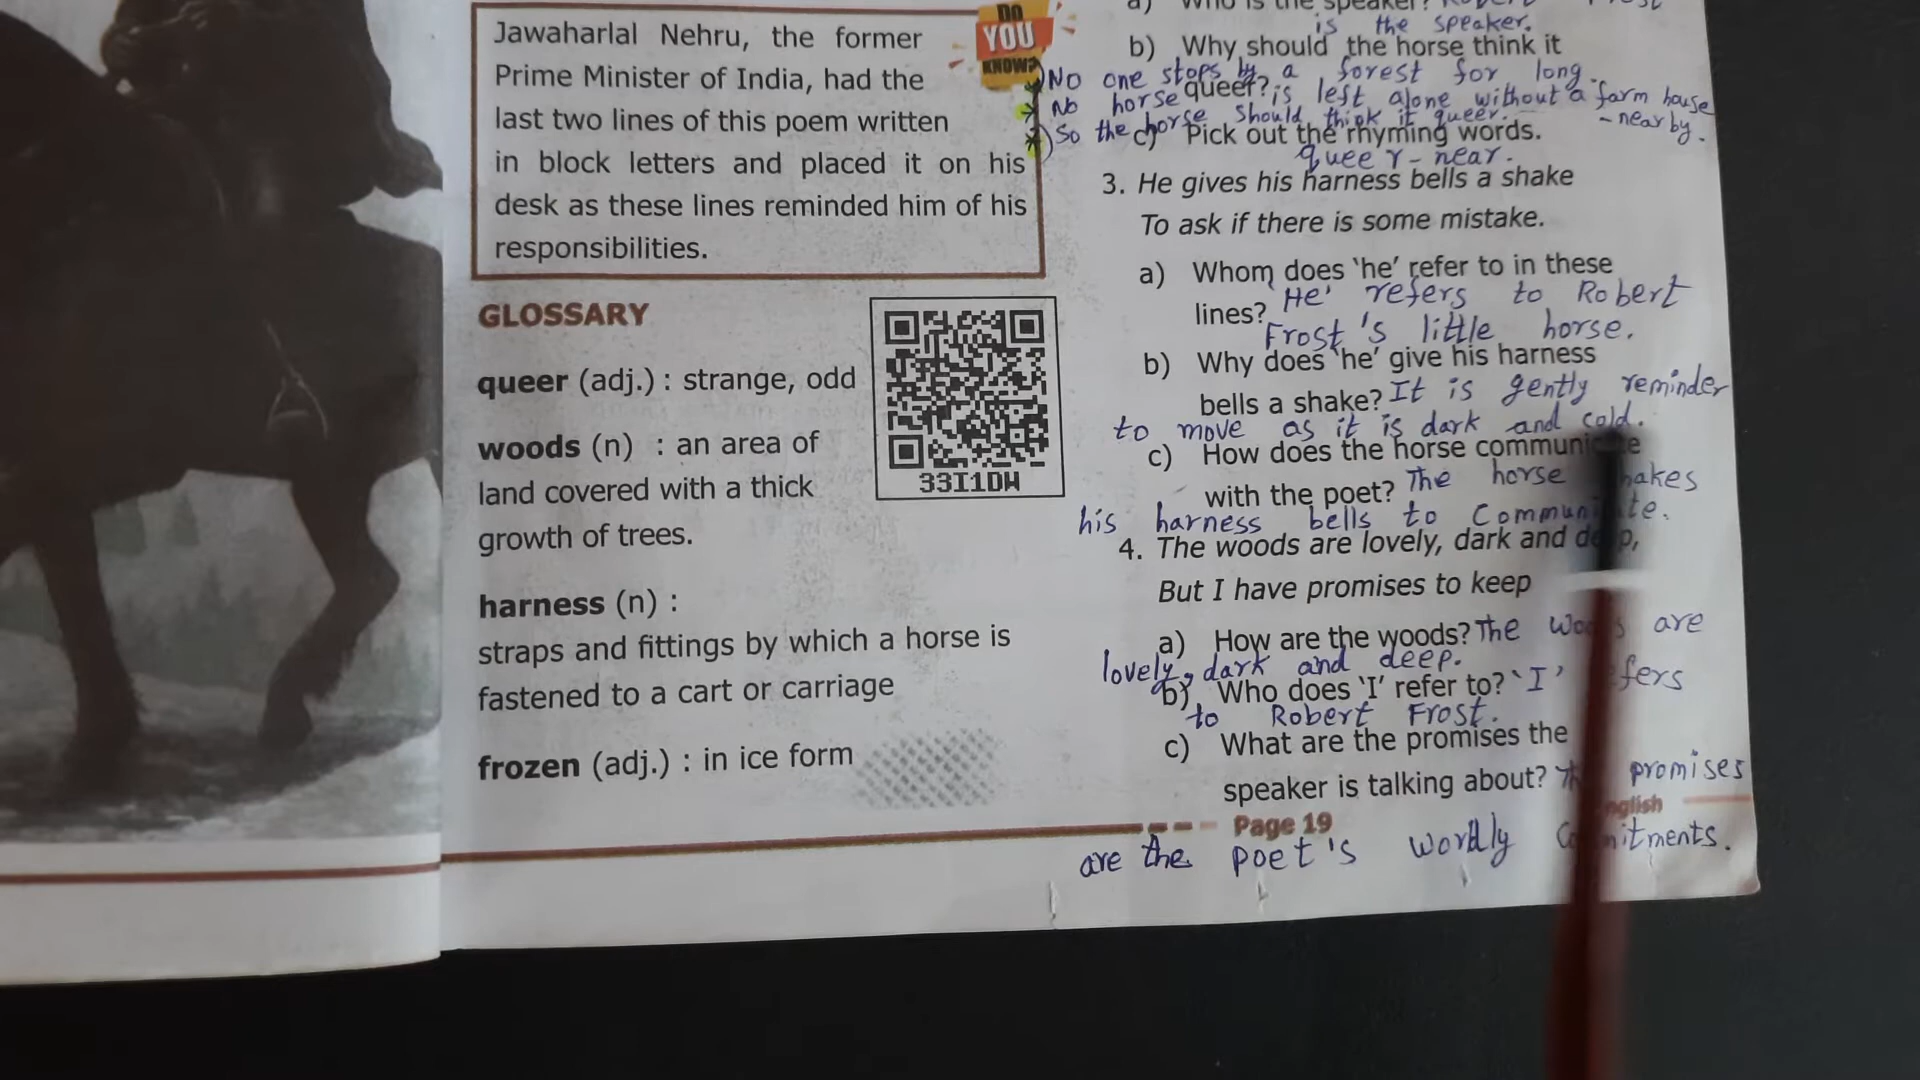 Jawaharlal Nehru, the former
Prime Minister of India, had the
last two lines of this poem written
in block letters and placed it on his
desk as these lines reminded him of his
responsibilities.
DO
YOU
KNOW?
GLOSSARY
queer (adj.) : strange, odd
woods (n) : an area of
land covered with a thick
growth of trees.
harness (n) :
straps and fittings by which a horse is
fastened to a cart or carriage
frozen (adj.) : in ice form
33I1DW
a) Who is the speaker? Robert
is the speaker.
b) Why should the horse think it
No one stops by a forest for long.
queer?
No horse is left alone without a farm house
- near by.
So the horse should think it queer.
c) Pick out the rhyming words.
queer - near.
3. He gives his harness bells a shake
To ask if there is some mistake.
a) Whom does ‘he’ refer to in these
lines? He' refers to Robert
Frost's little horse.
b) Why does ‘he’ give his harness
bells a shake? It is gently reminder
to move as it is dark and cold.
c) How does the horse
with the poet? The horse
his harness bells to
4. The woods are lovely, dark and
But I have promises to keep
a) How are the woods? The are
lovely, dark and deep.
b) Who does ‘I’ refer to? 'I'
to Robert Frost.
c) What are the promises the
speaker is talking about? promises
Page 19
are the poet's wordly